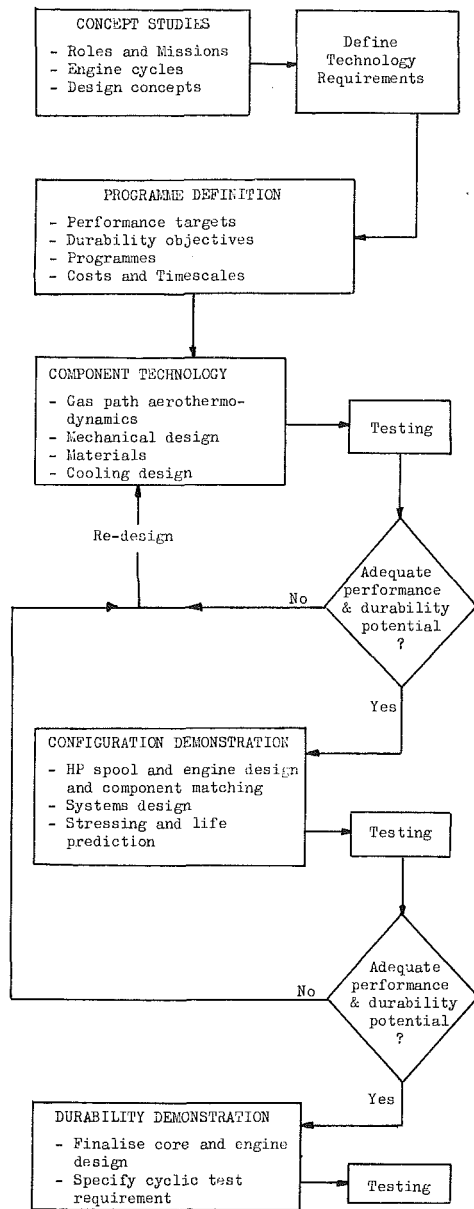 CONCEPT STUDIES
- Roles and Missions
- Engine cycles
- Design concepts
Define
Technology
Requirements
PROGRAMME DEFINITION
- Performance targets
- Durability objectives
- Programmes
- Costs and Timescales
COMPONENT TECHNOLOGY
- Gas path aerothermo-
dynamics
- Mechanical design
- Materials
- Cooling design
Testing
Re-design
No
Adequate
performance
& durability
potential
?
Yes
CONFIGURATION DEMONSTRATION
- HP spool and engine design
and component matching
- Systems design
- Stressing and life
prediction
Testing
No
Adequate
performance
& durability
potential
?
Yes
DURABILITY DEMONSTRATION
- Finalise core and engine
design
- Specify cyclic test
requirement
Testing